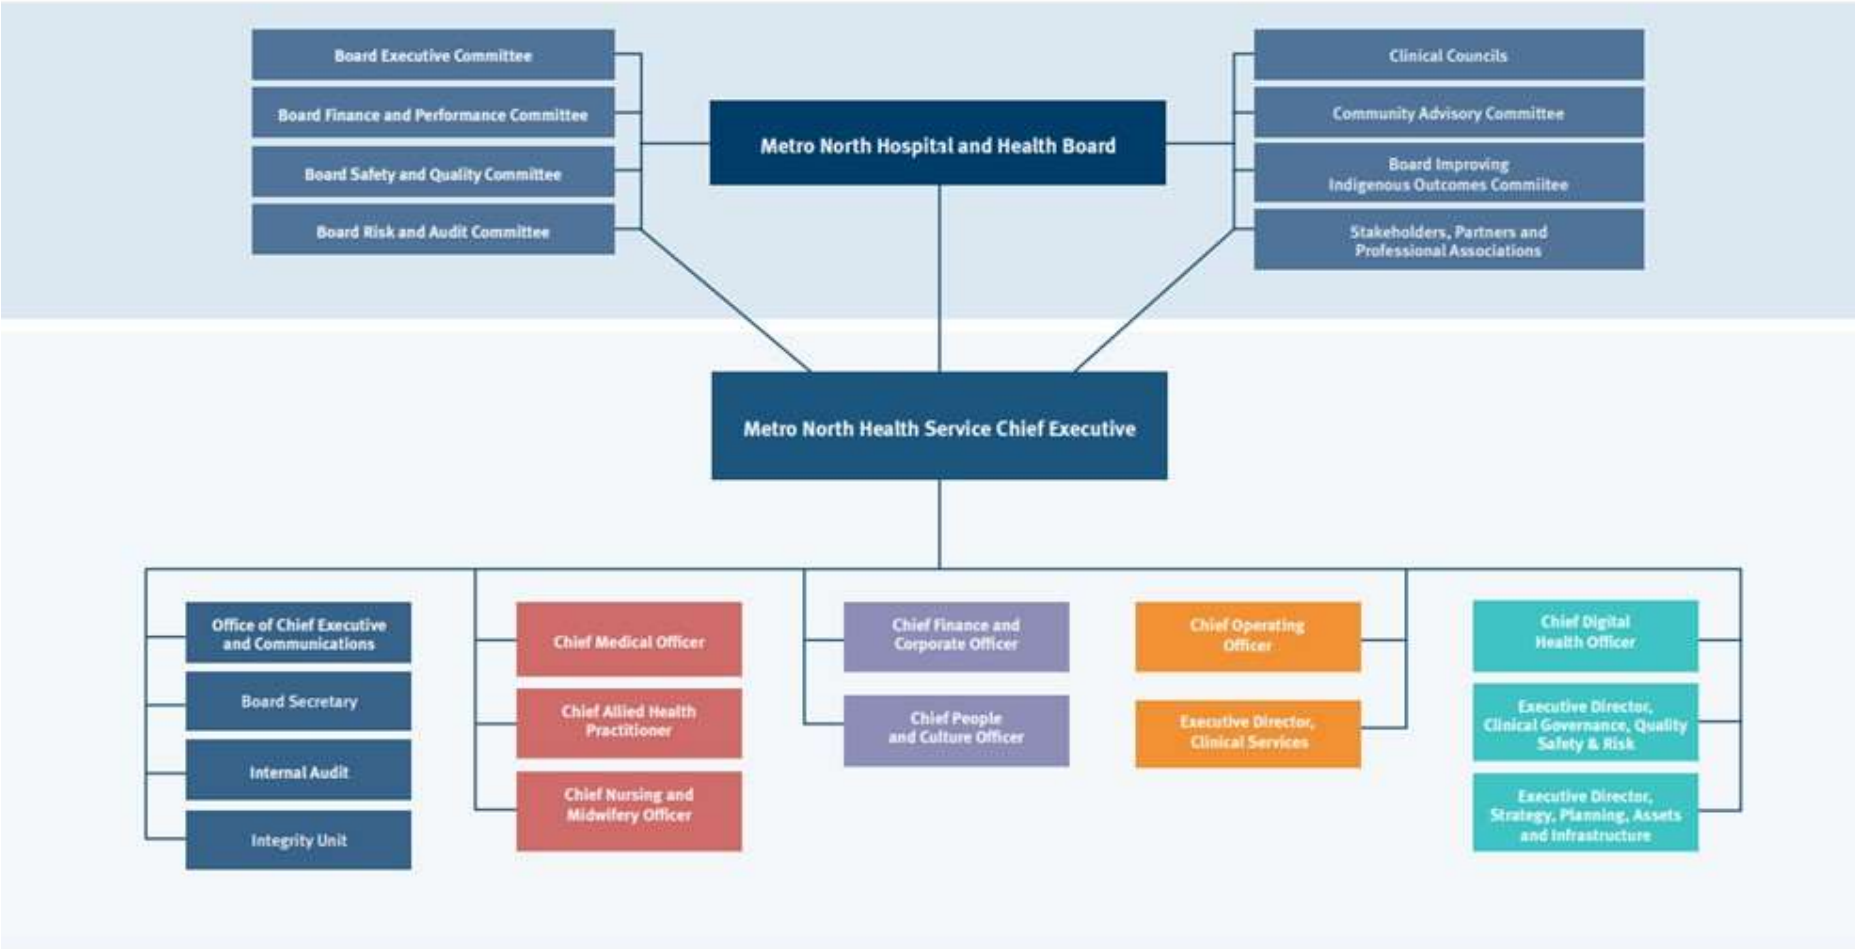 Board Executive Committee
Board Finance and Performance Committee
Board Safety and Quality Committee
Board Risk and Audit Committee
Metro North Hospital and Health Board
Clinical Councils
Community Advisory Committee
Board Improving
Indigenous Outcomes Commiitee
Stakeholders, Partners and
Professional Associations
Metro North Health Service Chief Executive
Office of Chief Executive
and Communications
Board Secretary
Internal Audit
Integrity Unit
Chief Medical Officer
Chief Allied Health
Practitioner
Chief Nursing and
Midwifery Officer
Chief Finance and
Corporate Officer
Chief People
and Culture Officer
Chief Operating
Officer
Executive Director,
Clinical Services
Chief Digital
Health Officer
Executive Director,
Clinical Governance, Quality
Safety & Risk
Executive Director,
Strategy, Planning, Assets
and Infrastructure